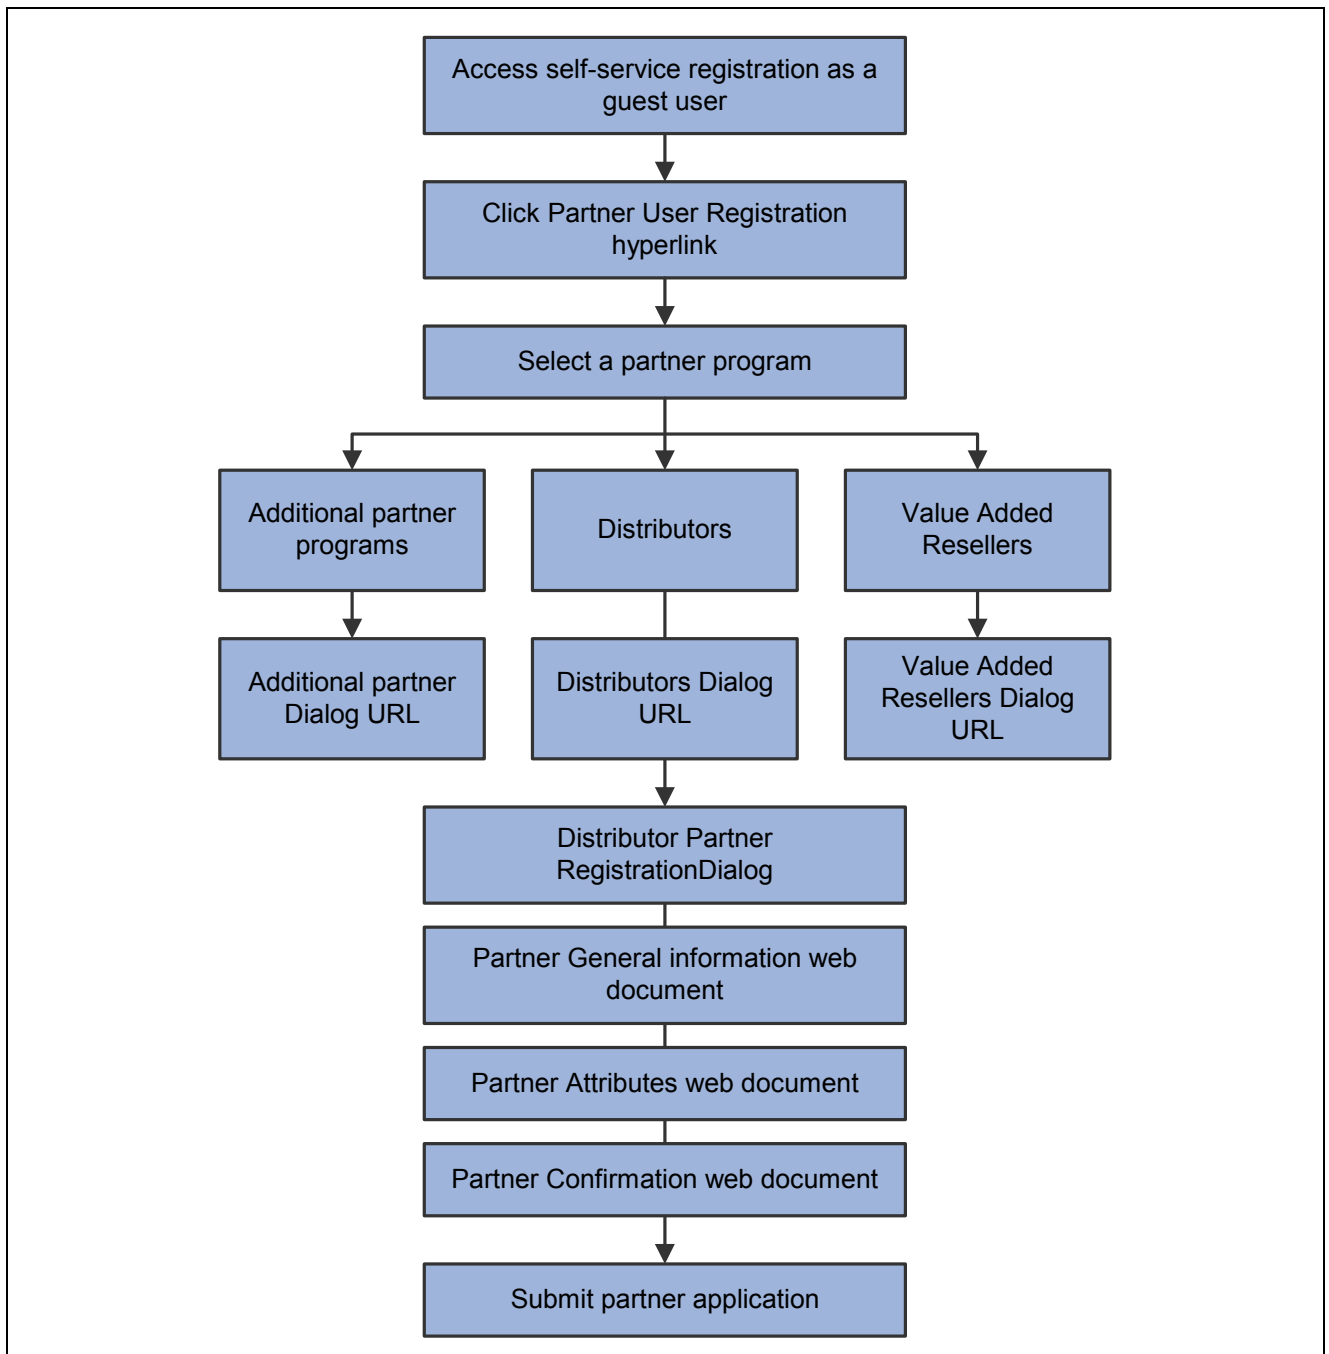 Access self-service registration as a
guest user
Click Partner User Registration
hyperlink
Select a partner program
Additional partner
programs
Distributors
Value Added
Resellers
Additional partner
Dialog URL
Distributors Dialog
URL
Value Added
Resellers Dialog
URL
Distributor Partner
RegistrationDialog
Partner General information web
document
Partner Attributes web document
Partner Confirmation web document
Submit partner application